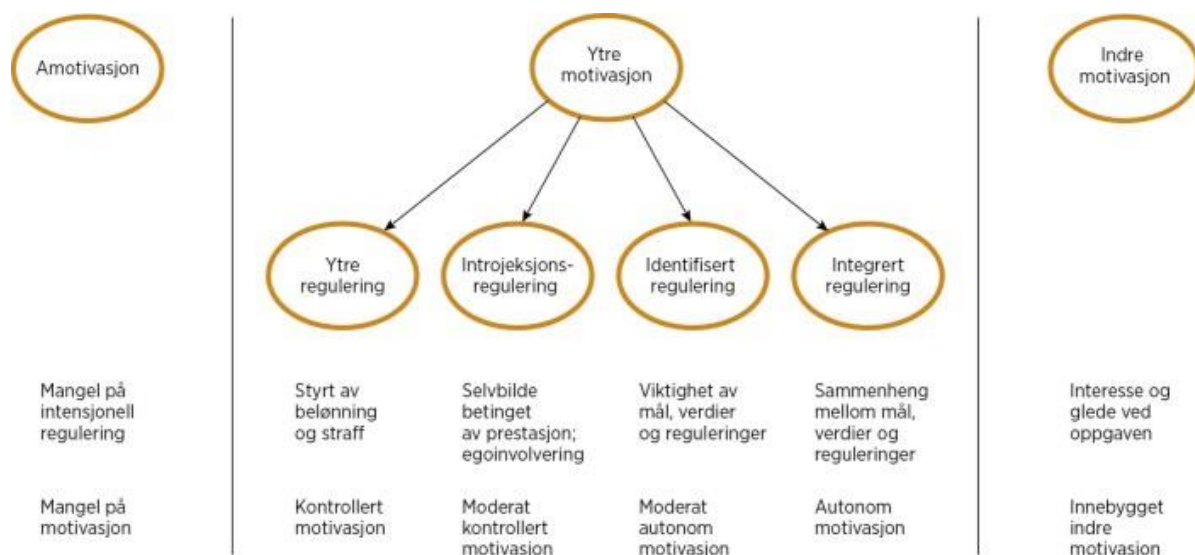 Amotivasjon
Ytre
motivasjon
Indre
motivasjon
Ytre
regulering
Introjeksjons-
regulering
Identifisert
regulering
Integrert
regulering
Mangel på
intensjonell
regulering
Styrt av
belønning
og straff
Selvbilde
betinget
av prestasjon;
egoinvolvering
Viktighet av
mål, verdier
og reguleringer
Sammenheng
mellom mål,
verdier og
reguleringer
Interesse og
glede ved
oppgaven
Mangel på
motivasjon
Kontrollert
motivasjon
Moderat
kontrollert
motivasjon
Moderat
autonom
motivasjon
Autonom
motivasjon
Innebygget
indre
motivasjon